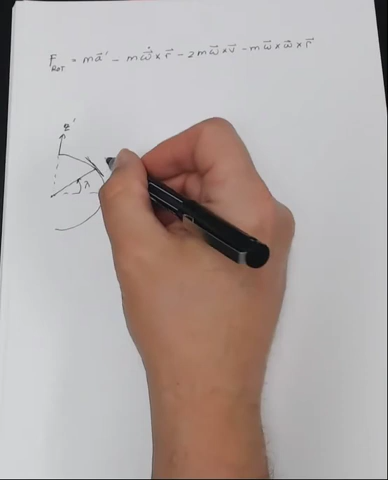 F_ROT = ma⃗' − mω⃗̇ × r⃗ − 2mω⃗ × v⃗ − mω⃗ × ω⃗ × r⃗
z'
λ